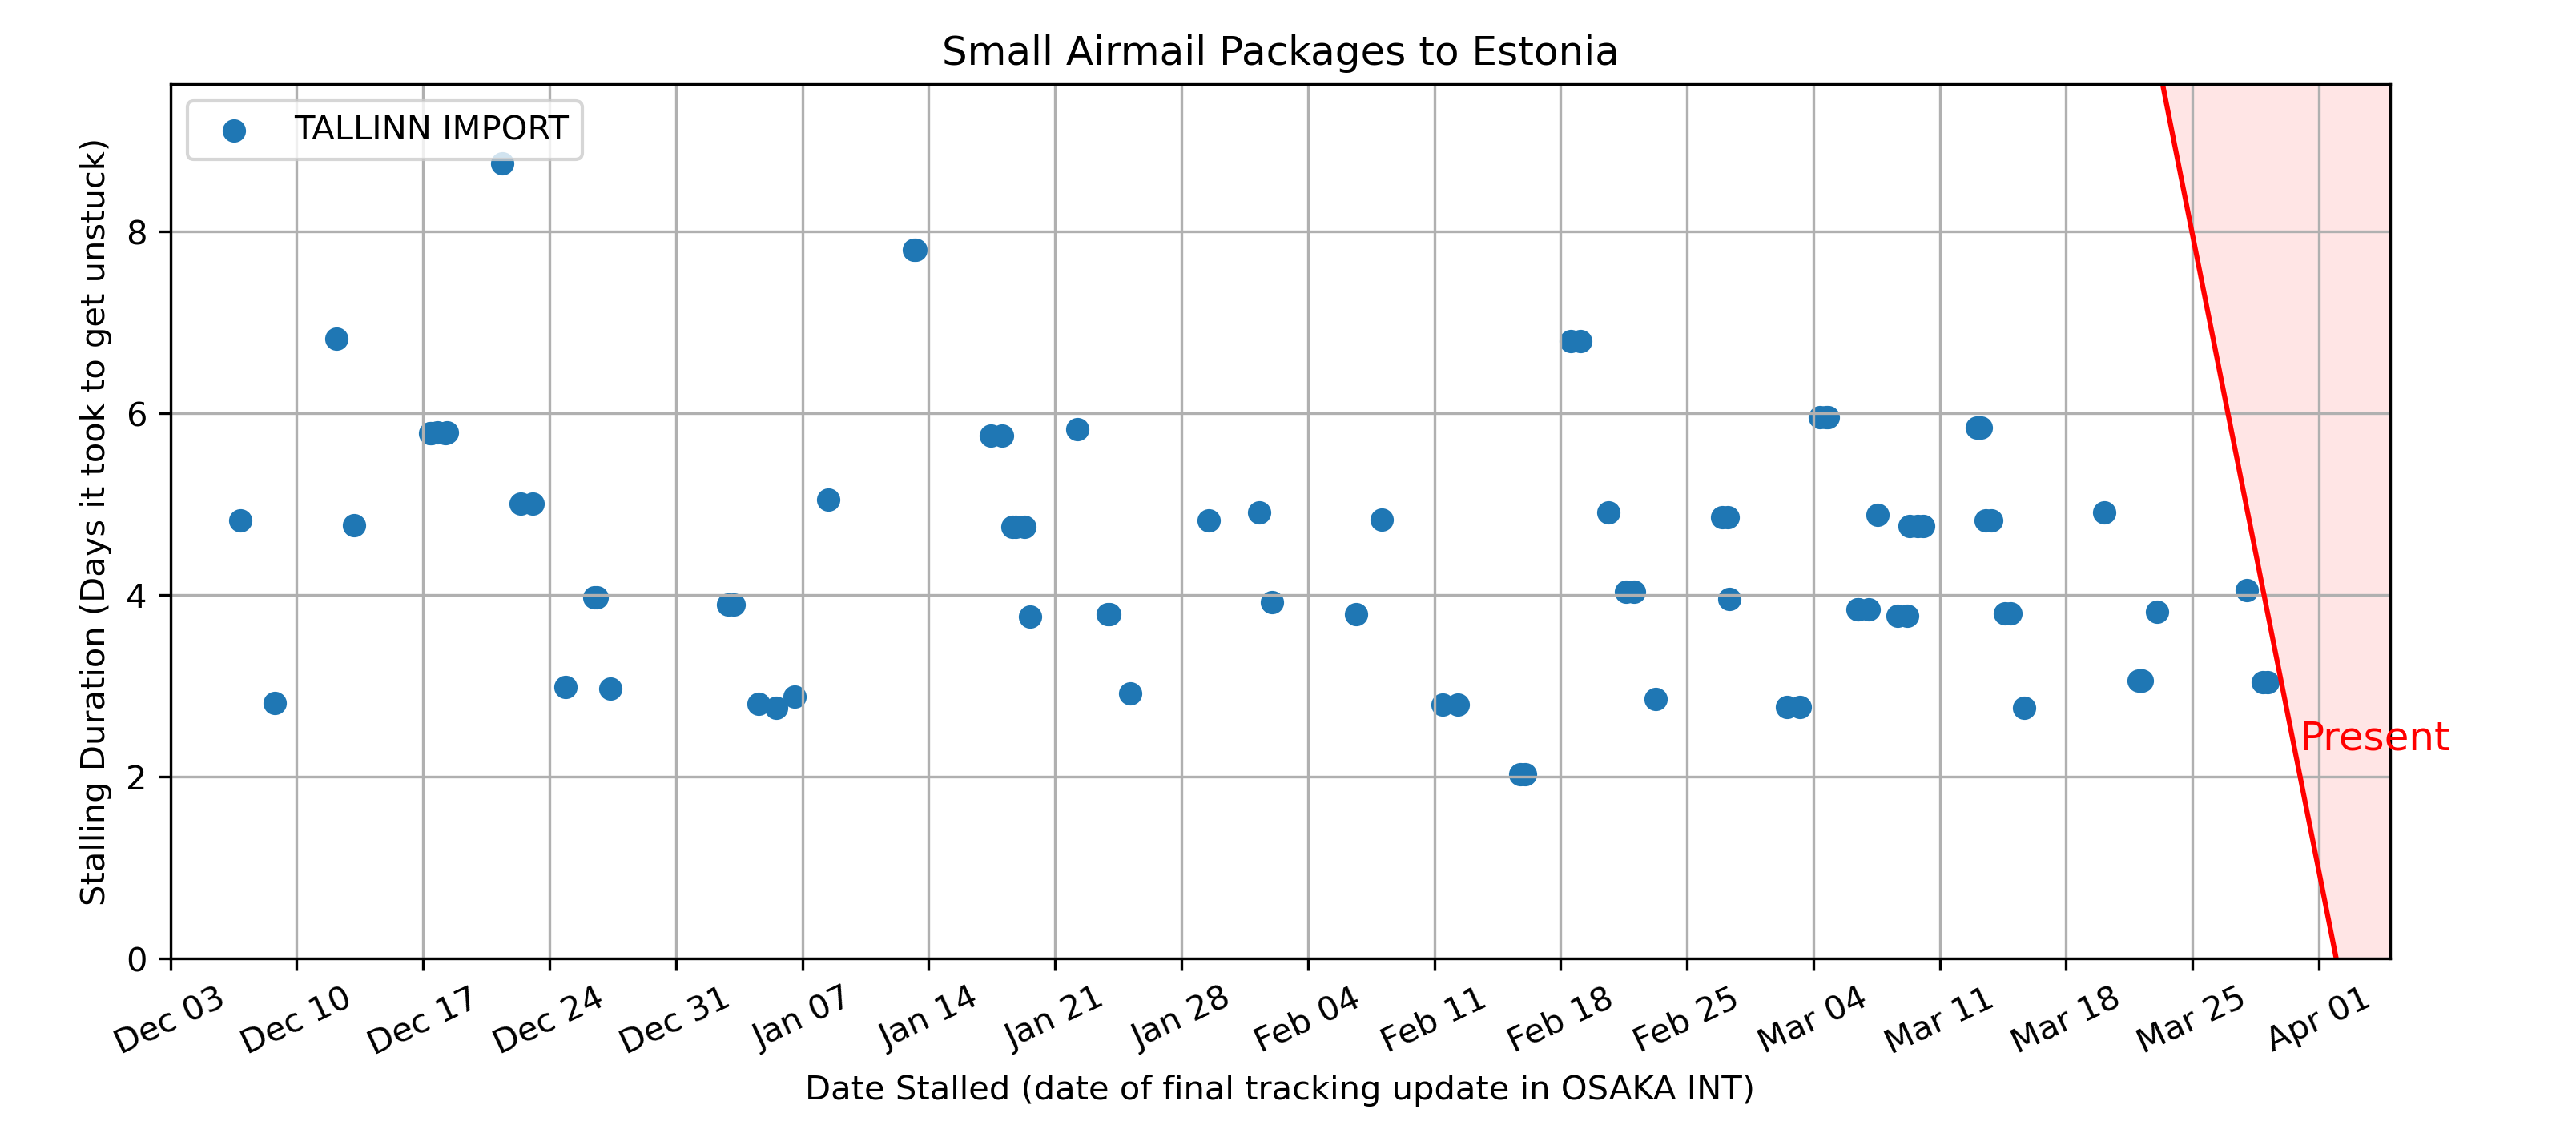 Small Airmail Packages to Estonia
TALLINN IMPORT
Stalling Duration (Days it took to get unstuck)
8
6
4
2
0
Present
Dec 03
Dec 10
Dec 17
Dec 24
Dec 31
Jan 07
Jan 14
Jan 21
Jan 28
Feb 04
Feb 11
Feb 18
Feb 25
Mar 04
Mar 11
Mar 18
Mar 25
Apr 01
Date Stalled (date of final tracking update in OSAKA INT)